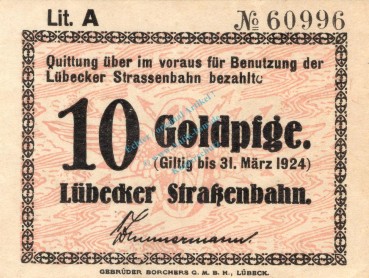 Lit. A № 60996
Quittung über im voraus für Benutzung der
Lübecker Strassenbahn bezahlte
10 Goldpfge.
(Giltig bis 31. März 1924)
Lübecker Straßenbahn.
GEBRÜDER BORCHERS G. M. B. H., LÜBECK.